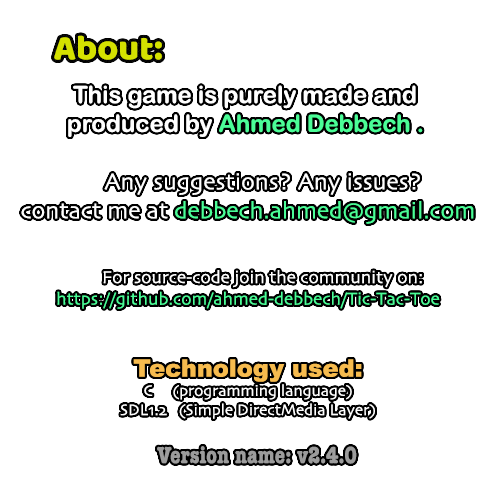 About:
This game is purely made and
produced by Ahmed Debbech .
Any suggestions? Any issues?
contact me at debbech.ahmed@gmail.com
For source-code join the community on:
https://github.com/ahmed-debbech/Tic-Tac-Toe
Technology used:
C (programming language)
SDL1.2 (Simple DirectMedia Layer)
Version name: v2.4.0